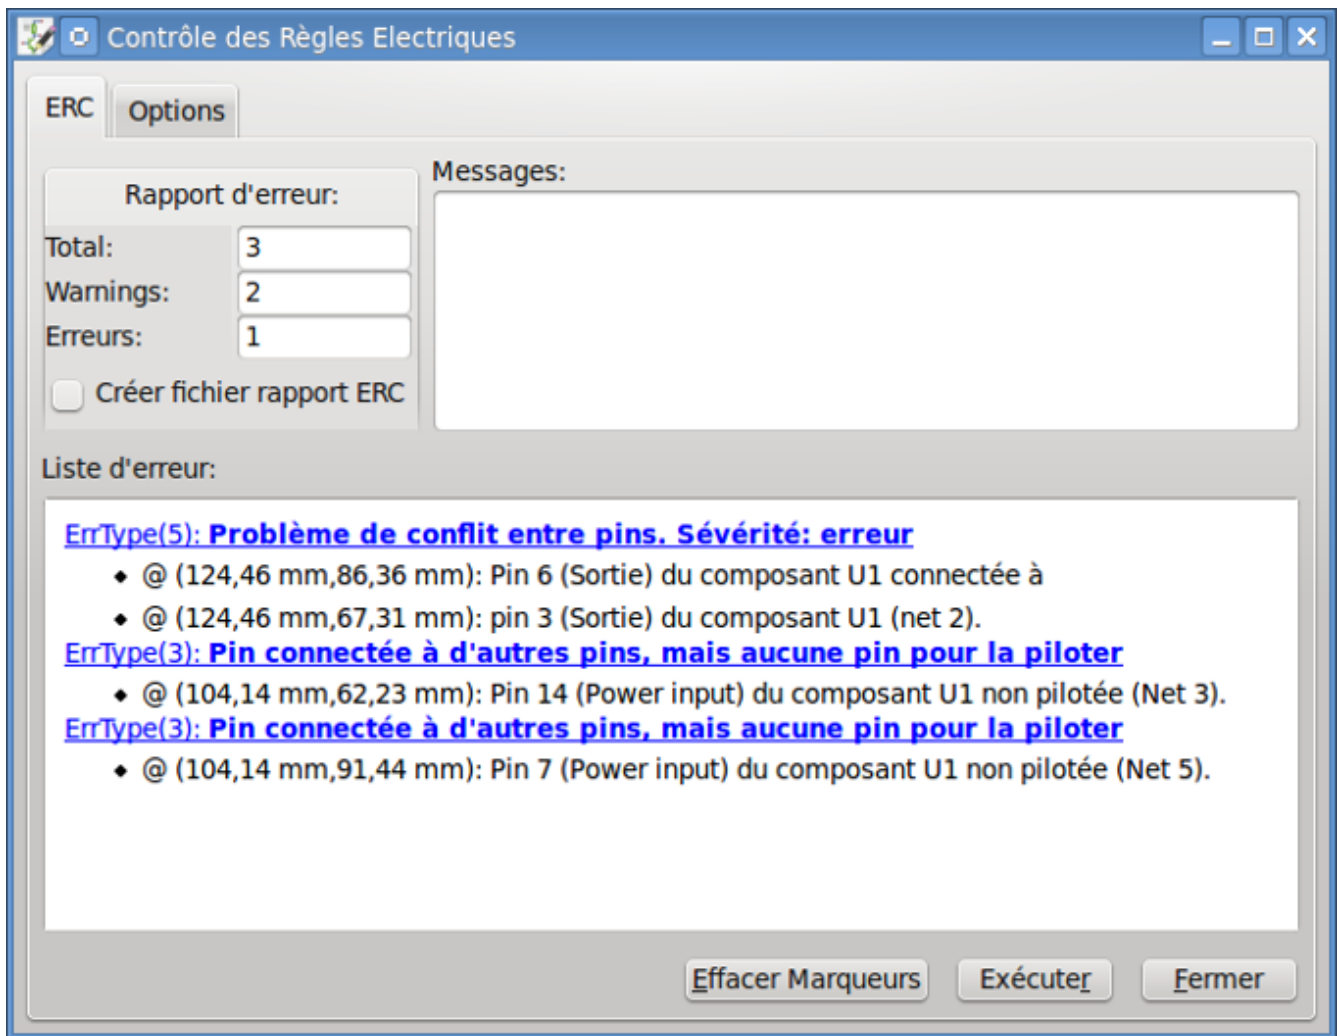 Contrôle des Règles Electriques
ERC
Options
Rapport d'erreur:
Total:
3
Warnings:
2
Erreurs:
1
Créer fichier rapport ERC
Messages:
Liste d'erreur:
ErrType(5): Problème de conflit entre pins. Sévérité: erreur
@ (124,46 mm,86,36 mm): Pin 6 (Sortie) du composant U1 connectée à
@ (124,46 mm,67,31 mm): pin 3 (Sortie) du composant U1 (net 2).
ErrType(3): Pin connectée à d'autres pins, mais aucune pin pour la piloter
@ (104,14 mm,62,23 mm): Pin 14 (Power input) du composant U1 non pilotée (Net 3).
ErrType(3): Pin connectée à d'autres pins, mais aucune pin pour la piloter
@ (104,14 mm,91,44 mm): Pin 7 (Power input) du composant U1 non pilotée (Net 5).
Effacer Marqueurs
Exécuter
Fermer